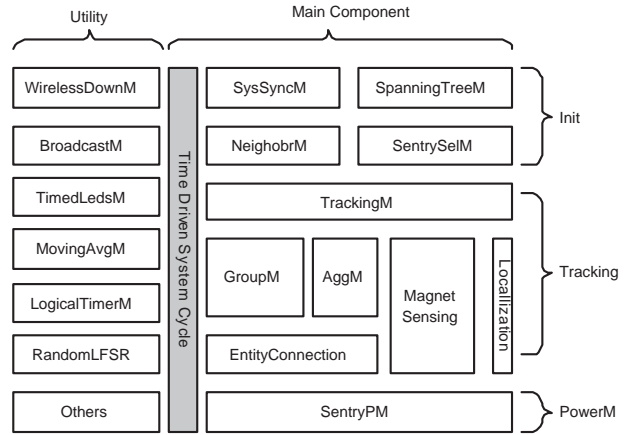 Utility
Main Component
WirelessDownM
BroadcastM
TimedLedsM
MovingAvgM
LogicalTimerM
RandomLFSR
Others
Time Driven System Cycle
SysSyncM
SpanningTreeM
NeighobrM
SentrySelM
TrackingM
GroupM
AggM
Magnet
Sensing
Locallization
EntityConnection
SentryPM
Init
Tracking
PowerM